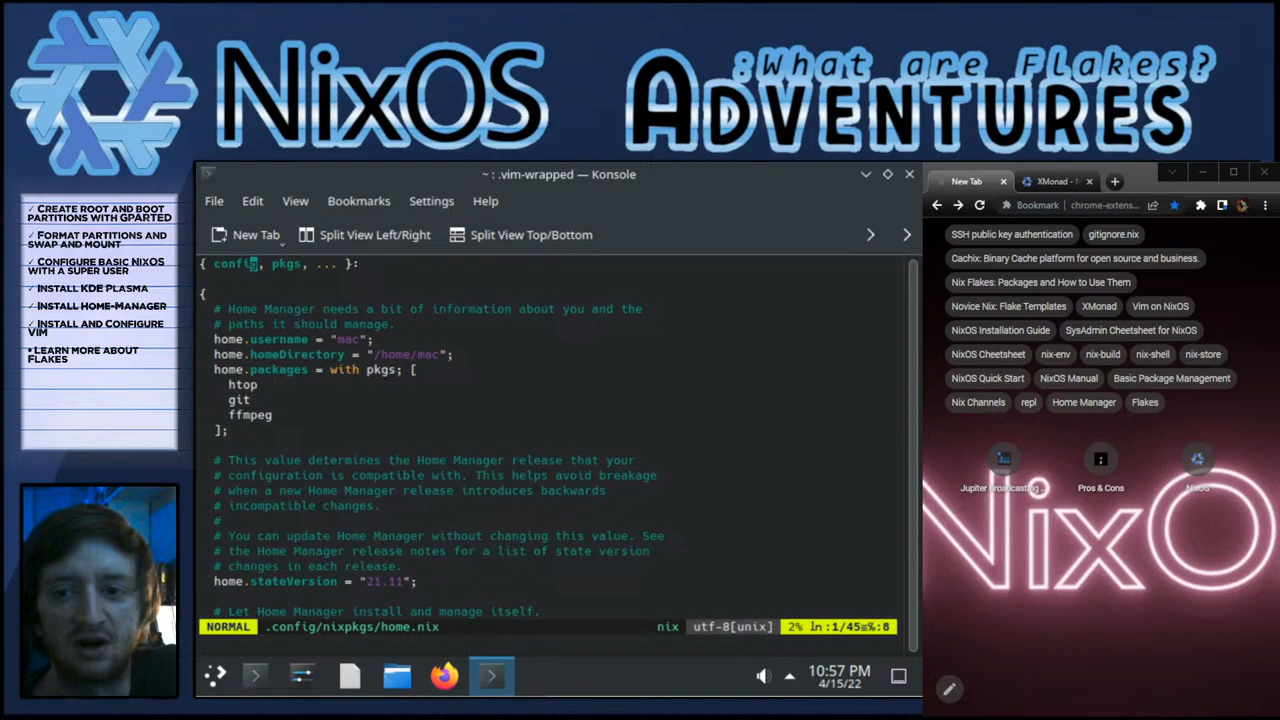 NixOS
:What are Flakes?
ADVENTURES
✓ CREATE ROOT AND BOOT
PARTITIONS WITH GPARTED
✓ FORMAT PARTITIONS AND
SWAP AND MOUNT
✓ CONFIGURE BASIC NIXOS
WITH A SUPER USER
✓ INSTALL KDE PLASMA
✓ INSTALL HOME-MANAGER
✓ INSTALL AND CONFIGURE
VIM
• LEARN MORE ABOUT
FLAKES
~ : .vim-wrapped — Konsole
File Edit View Bookmarks Settings Help
New Tab Split View Left/Right Split View Top/Bottom
{ config, pkgs, ... }:
{
# Home Manager needs a bit of information about you and the
# paths it should manage.
home.username = "mac";
home.homeDirectory = "/home/mac";
home.packages = with pkgs; [
htop
git
ffmpeg
];
# This value determines the Home Manager release that your
# configuration is compatible with. This helps avoid breakage
# when a new Home Manager release introduces backwards
# incompatible changes.
#
# You can update Home Manager without changing this value. See
# the Home Manager release notes for a list of state version
# changes in each release.
home.stateVersion = "21.11";
# Let Home Manager install and manage itself.
NORMAL .config/nixpkgs/home.nix nix utf-8[unix] 2% ln:1/45≡%:8
10:57 PM
4/15/22
New Tab XMonad - N
Bookmark chrome-extens...
SSH public key authentication gitignore.nix
Cachix: Binary Cache platform for open source and business.
Nix Flakes: Packages and How to Use Them
Novice Nix: Flake Templates XMonad Vim on NixOS
NixOS Installation Guide SysAdmin Cheetsheet for NixOS
NixOS Cheetsheet nix-env nix-build nix-shell nix-store
NixOS Quick Start NixOS Manual Basic Package Management
Nix Channels repl Home Manager Flakes
Jupiter Broadcasting ... Pros & Cons NixOS
NixO